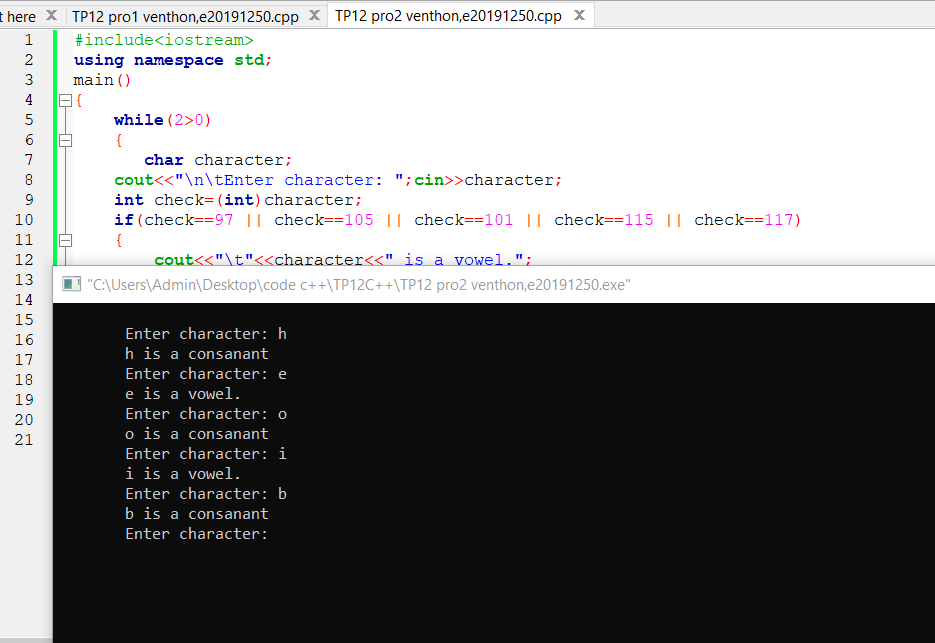 t here TP12 pro1 venthon,e20191250.cpp TP12 pro2 venthon,e20191250.cpp
1 #include<iostream>
2 using namespace std;
3 main()
4 {
5 while(2>0)
6 {
7 char character;
8 cout<<"\n\tEnter character: ";cin>>character;
9 int check=(int)character;
10 if(check==97 || check==105 || check==101 || check==115 || check==117)
11 {
12 cout<<"\t"<<character<<" is a vowel.";
13
14
15
16
17
18
19
20
21
"C:\Users\Admin\Desktop\code c++\TP12C++\TP12 pro2 venthon,e20191250.exe"
Enter character: h
h is a consanant
Enter character: e
e is a vowel.
Enter character: o
o is a consanant
Enter character: i
i is a vowel.
Enter character: b
b is a consanant
Enter character: